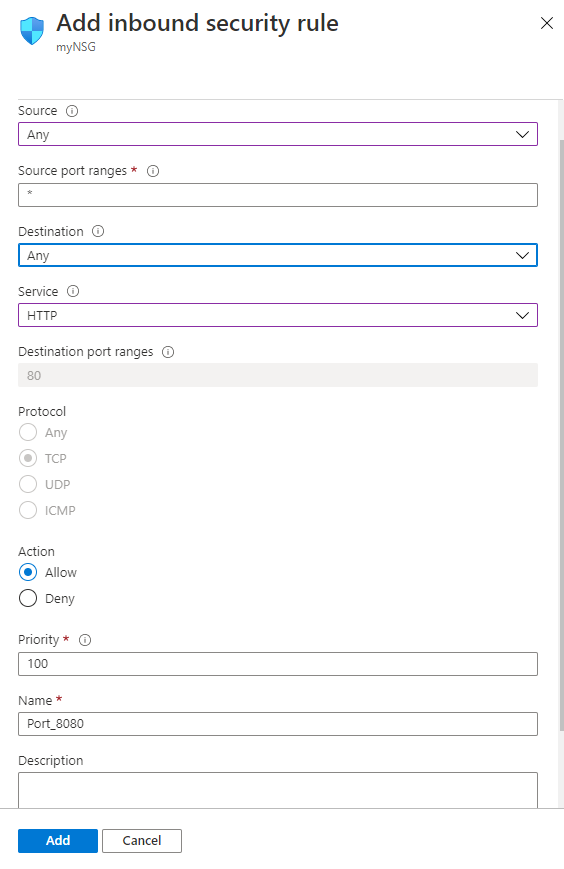 Add inbound security rule
myNSG
Source
Any
Source port ranges *
*
Destination
Any
Service
HTTP
Destination port ranges
80
Protocol
Any
TCP
UDP
ICMP
Action
Allow
Deny
Priority *
100
Name *
Port_8080
Description
Add Cancel